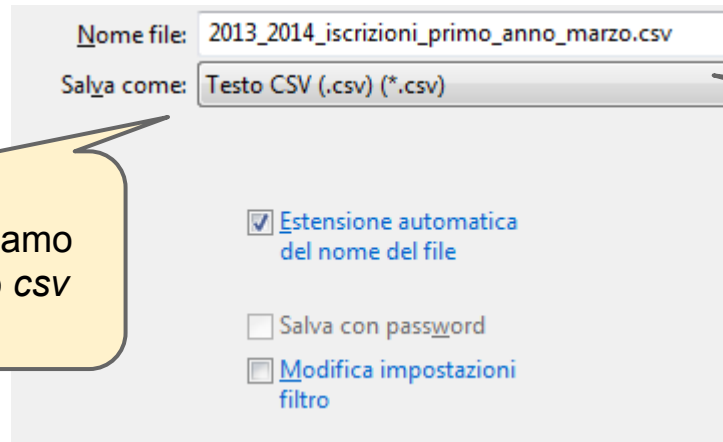 Nome file: 2013_2014_iscrizioni_primo_anno_marzo.csv
Salva come: Testo CSV (.csv) (*.csv)
Estensione automatica
del nome del file
csv
Salva con password
Modifica impostazioni
filtro